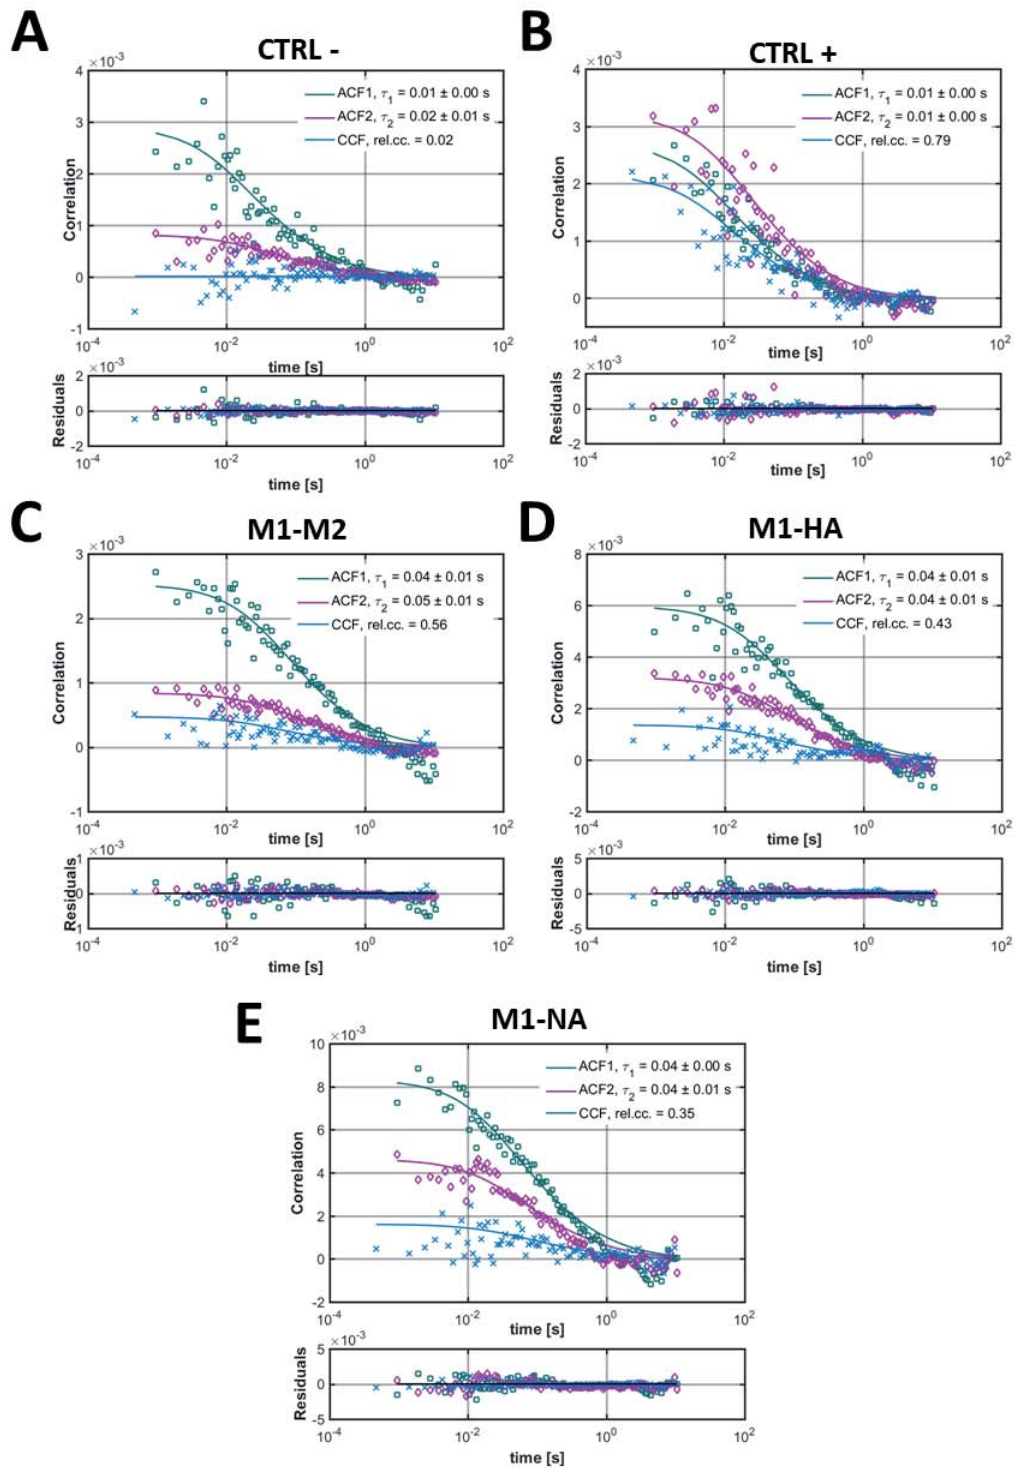 A
CTRL -
×10⁻³
4
3
2
1
0
-1
Correlation
ACF1, τ₁ = 0.01 ± 0.00 s
ACF2, τ₂ = 0.02 ± 0.01 s
CCF, rel.cc. = 0.02
10⁻⁴ 10⁻² 10⁰ 10²
time [s]
×10⁻³
2
0
-2
Residuals
10⁻⁴ 10⁻² 10⁰ 10²
time [s]
B
CTRL +
×10⁻³
4
3
2
1
0
Correlation
ACF1, τ₁ = 0.01 ± 0.00 s
ACF2, τ₂ = 0.01 ± 0.00 s
CCF, rel.cc. = 0.79
10⁻⁴ 10⁻² 10⁰ 10²
time [s]
×10⁻³
2
0
-2
Residuals
10⁻⁴ 10⁻² 10⁰ 10²
time [s]
C
M1-M2
×10⁻³
3
2
1
0
-1
Correlation
ACF1, τ₁ = 0.04 ± 0.01 s
ACF2, τ₂ = 0.05 ± 0.01 s
CCF, rel.cc. = 0.56
10⁻⁴ 10⁻² 10⁰ 10²
time [s]
×10⁻³
1
0
1
Residuals
10⁻⁴ 10⁻² 10⁰ 10²
time [s]
D
M1-HA
×10⁻³
8
6
4
2
0
-2
Correlation
ACF1, τ₁ = 0.04 ± 0.01 s
ACF2, τ₂ = 0.04 ± 0.01 s
CCF, rel.cc. = 0.43
10⁻⁴ 10⁻² 10⁰ 10²
time [s]
×10⁻³
5
0
-5
Residuals
10⁻⁴ 10⁻² 10⁰ 10²
time [s]
E
M1-NA
×10⁻³
10
8
6
4
2
0
-2
Correlation
ACF1, τ₁ = 0.04 ± 0.00 s
ACF2, τ₂ = 0.04 ± 0.01 s
CCF, rel.cc. = 0.35
10⁻⁴ 10⁻² 10⁰ 10²
time [s]
×10⁻³
5
0
-5
Residuals
10⁻⁴ 10⁻² 10⁰ 10²
time [s]